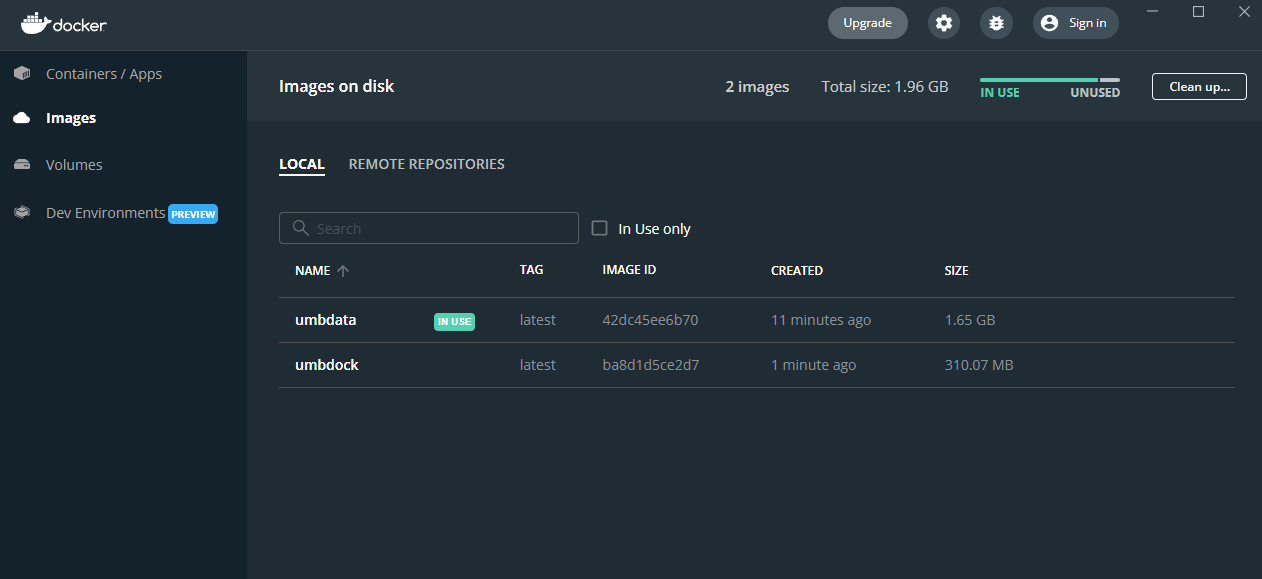 docker
Upgrade
Sign in
Containers / Apps
Images
Volumes
Dev Environments PREVIEW
Images on disk
2 images
Total size: 1.96 GB
IN USE
UNUSED
Clean up...
LOCAL
REMOTE REPOSITORIES
Search
In Use only
NAME TAG IMAGE ID CREATED SIZE
umbdata IN USE latest 42dc45ee6b70 11 minutes ago 1.65 GB
umbdock latest ba8d1d5ce2d7 1 minute ago 310.07 MB